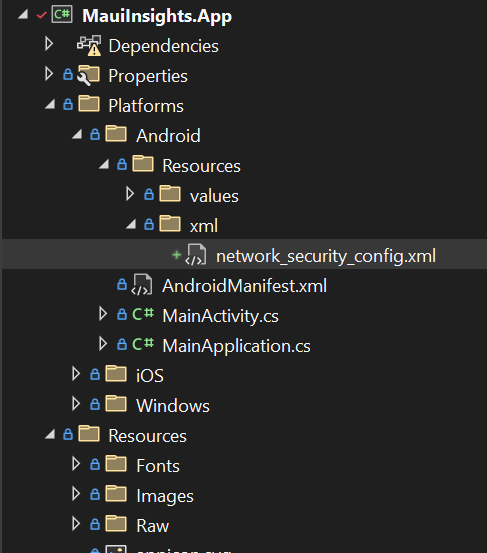 C# MauiInsights.App
Dependencies
Properties
Platforms
Android
Resources
values
xml
network_security_config.xml
AndroidManifest.xml
C# MainActivity.cs
C# MainApplication.cs
iOS
Windows
Resources
Fonts
Images
Raw